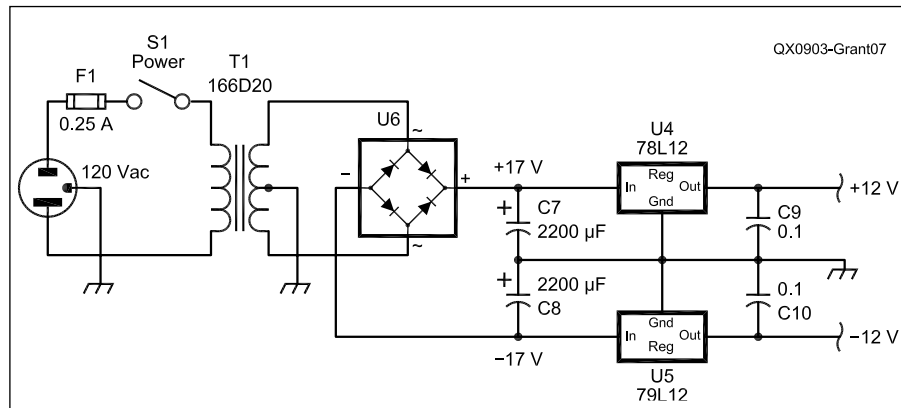 QX0903-Grant07
S1
Power
F1
0.25 A
T1
166D20
120 Vac
U6
~
−
+
~
+17 V
U4
78L12
In
Reg
Out
Gnd
+12 V
+
C7
2200 µF
C9
0.1
+
2200 µF
C8
0.1
C10
−17 V
Gnd
In
Out
Reg
U5
79L12
−12 V